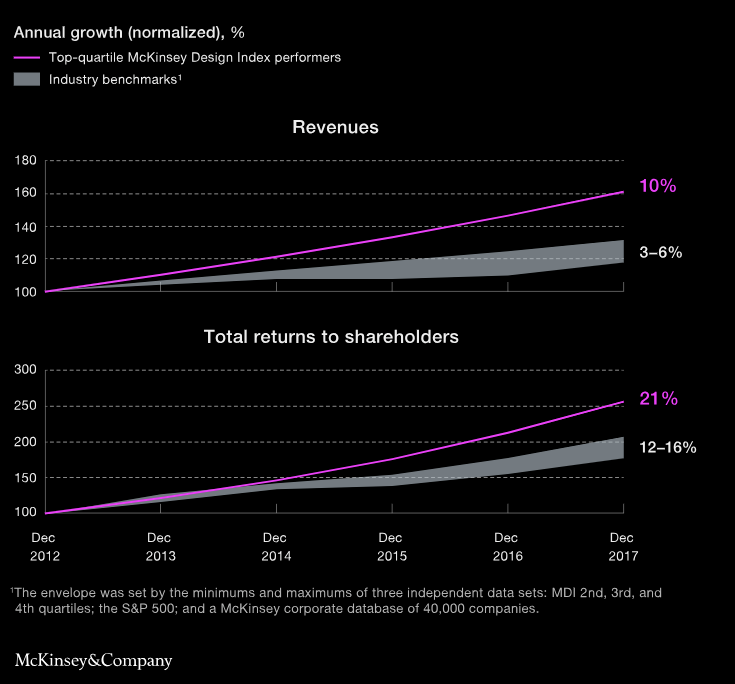 Annual growth (normalized), %
Top-quartile McKinsey Design Index performers
Industry benchmarks¹
Revenues
180
160
140
120
100
10%
3–6%
Total returns to shareholders
300
250
200
150
100
21%
12–16%
Dec Dec Dec Dec Dec Dec
2012 2013 2014 2015 2016 2017
¹The envelope was set by the minimums and maximums of three independent data sets: MDI 2nd, 3rd, and
4th quartiles; the S&P 500; and a McKinsey corporate database of 40,000 companies.
McKinsey&Company